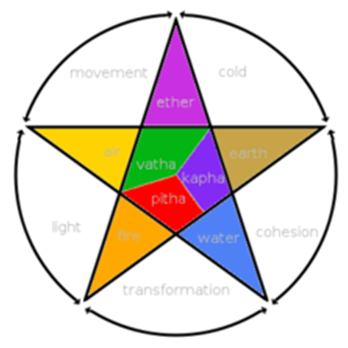 movement
cold
ether
air
earth
vatha
kapha
pitha
light
fire
water
cohesion
transformation